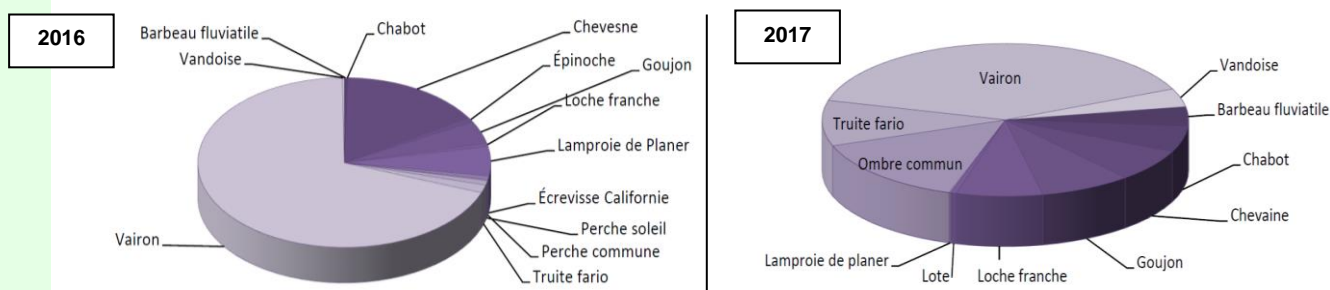 2016
Barbeau fluviatile
Vandoise
Chabot
Chevesne
Épinoche
Goujon
Loche franche
Lamproie de Planer
Écrevisse Californie
Perche soleil
Perche commune
Truite fario
Vairon
2017
Vairon
Vandoise
Barbeau fluviatile
Truite fario
Ombre commun
Chabot
Chevaine
Goujon
Loche franche
Lote
Lamproie de planer